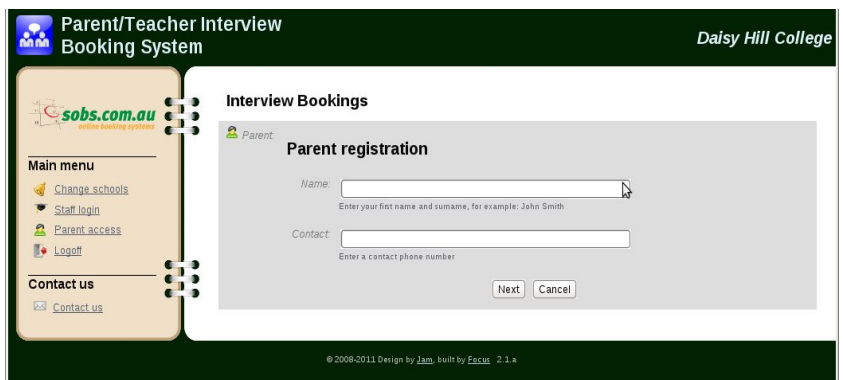 Parent/Teacher Interview
Booking System
Daisy Hill College
sobs.com.au
online booking systems
Main menu
Change schools
Staff login
Parent access
Logoff
Contact us
Contact us
Interview Bookings
Parent:
Parent registration
Name:
Enter your first name and surname, for example: John Smith
Contact:
Enter a contact phone number
Next Cancel
© 2008-2011 Design by Jam, built by Focus 2.1.a